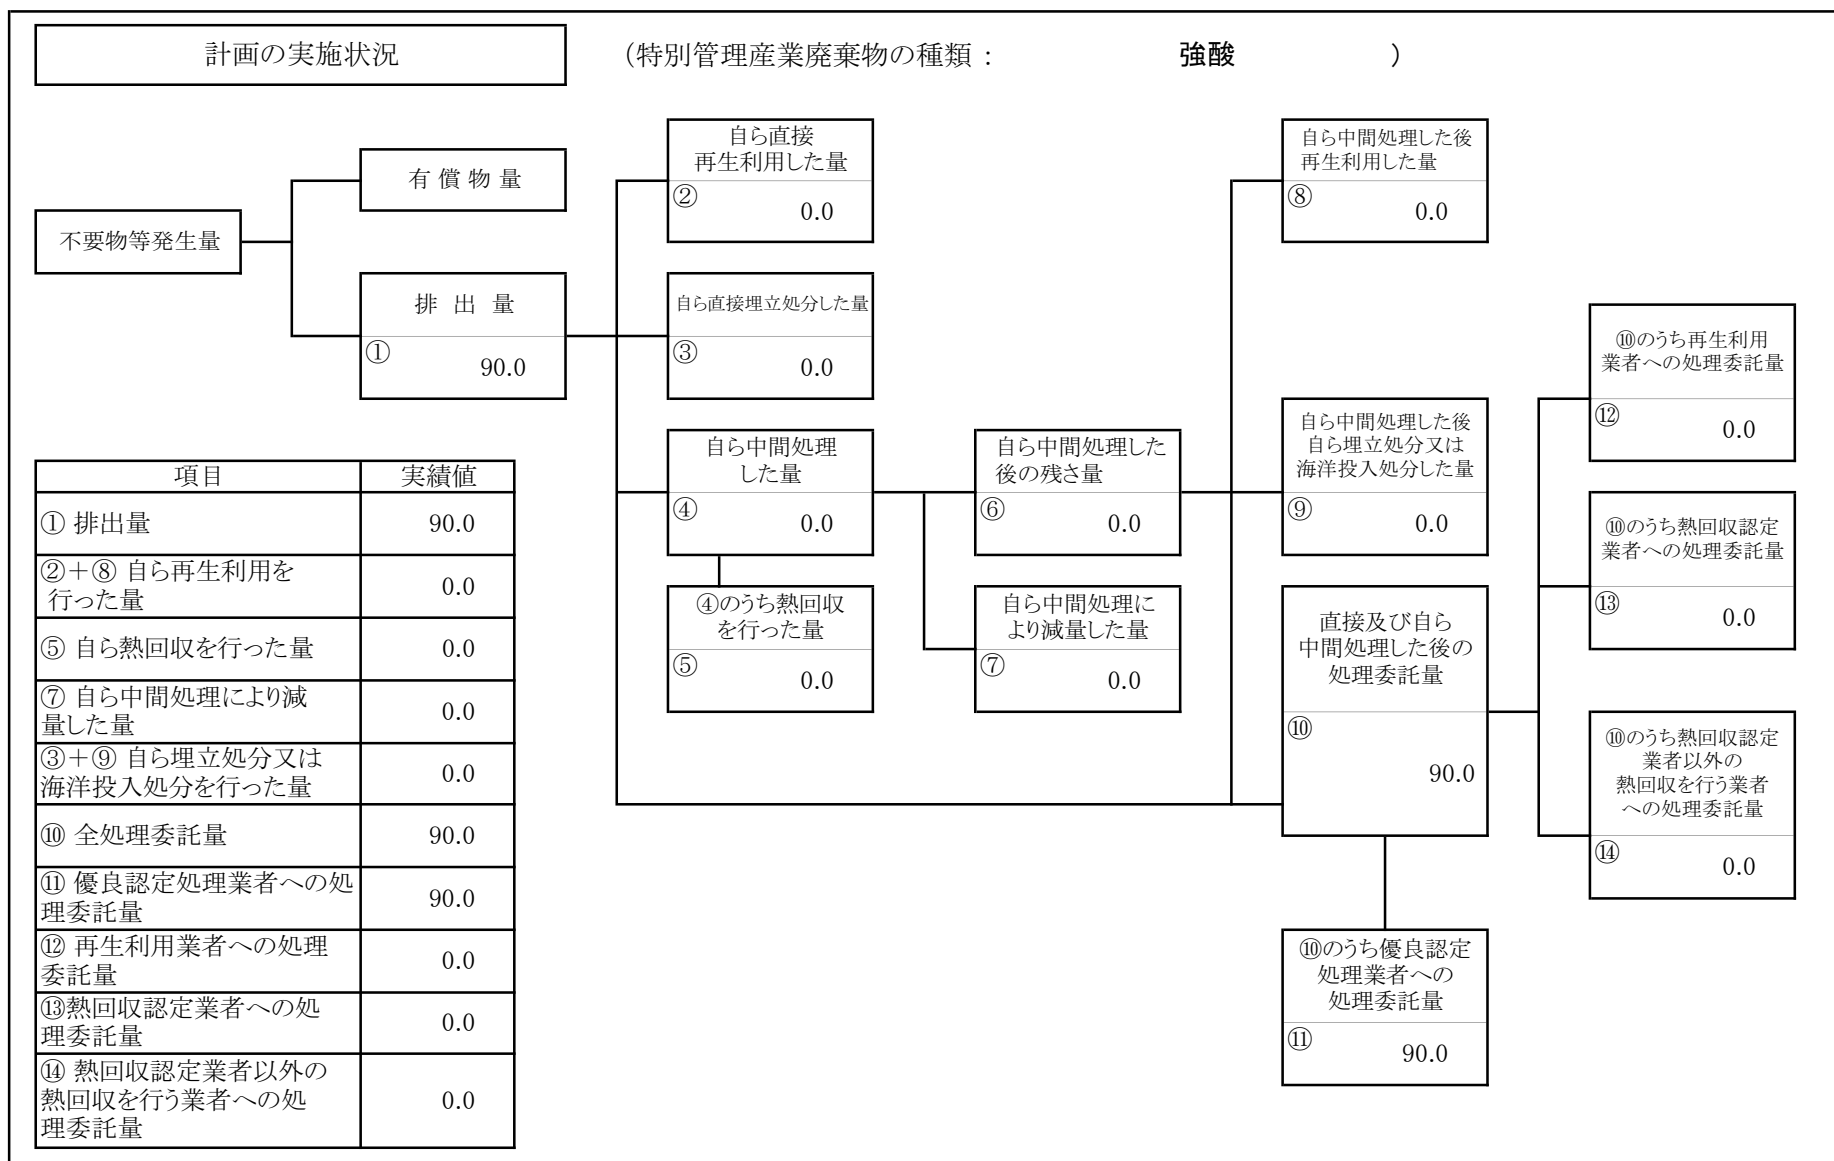 計画の実施状況
（特別管理産業廃棄物の種類： 強酸 ）
不要物等発生量
有償物量
排出量
① 90.0
自ら直接
再生利用した量
② 0.0
自ら直接埋立処分した量
③ 0.0
自ら中間処理
した量
④ 0.0
④のうち熱回収
を行った量
⑤ 0.0
自ら中間処理した
後の残さ量
⑥ 0.0
自ら中間処理に
より減量した量
⑦ 0.0
自ら中間処理した後
再生利用した量
⑧ 0.0
自ら中間処理した後
自ら埋立処分又は
海洋投入処分した量
⑨ 0.0
直接及び自ら
中間処理した後の
処理委託量
⑩
90.0
⑩のうち優良認定
処理業者への
処理委託量
⑪ 90.0
⑩のうち再生利用
業者への処理委託量
⑫ 0.0
⑩のうち熱回収認定
業者への処理委託量
⑬ 0.0
⑩のうち熱回収認定
業者以外の
熱回収を行う業者
への処理委託量
⑭ 0.0
項目 実績値
① 排出量 90.0
②＋⑧ 自ら再生利用を
行った量 0.0
⑤ 自ら熱回収を行った量 0.0
⑦ 自ら中間処理により減
量した量 0.0
③＋⑨ 自ら埋立処分又は
海洋投入処分を行った量 0.0
⑩ 全処理委託量 90.0
⑪ 優良認定処理業者への処
理委託量 90.0
⑫ 再生利用業者への処理
委託量 0.0
⑬熱回収認定業者への処
理委託量 0.0
⑭ 熱回収認定業者以外の
熱回収を行う業者への処
理委託量 0.0